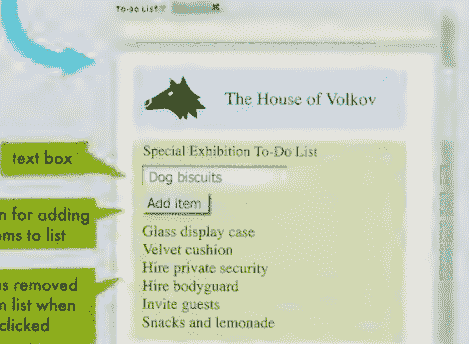 TO-DO LIST
The House of Volkov
Special Exhibition To-Do List
text box
Dog biscuits
Add item
n for adding
ms to list
Glass display case
Velvet cushion
Hire private security
Hire bodyguard
Invite guests
Snacks and lemonade
s removed
n list when
clicked